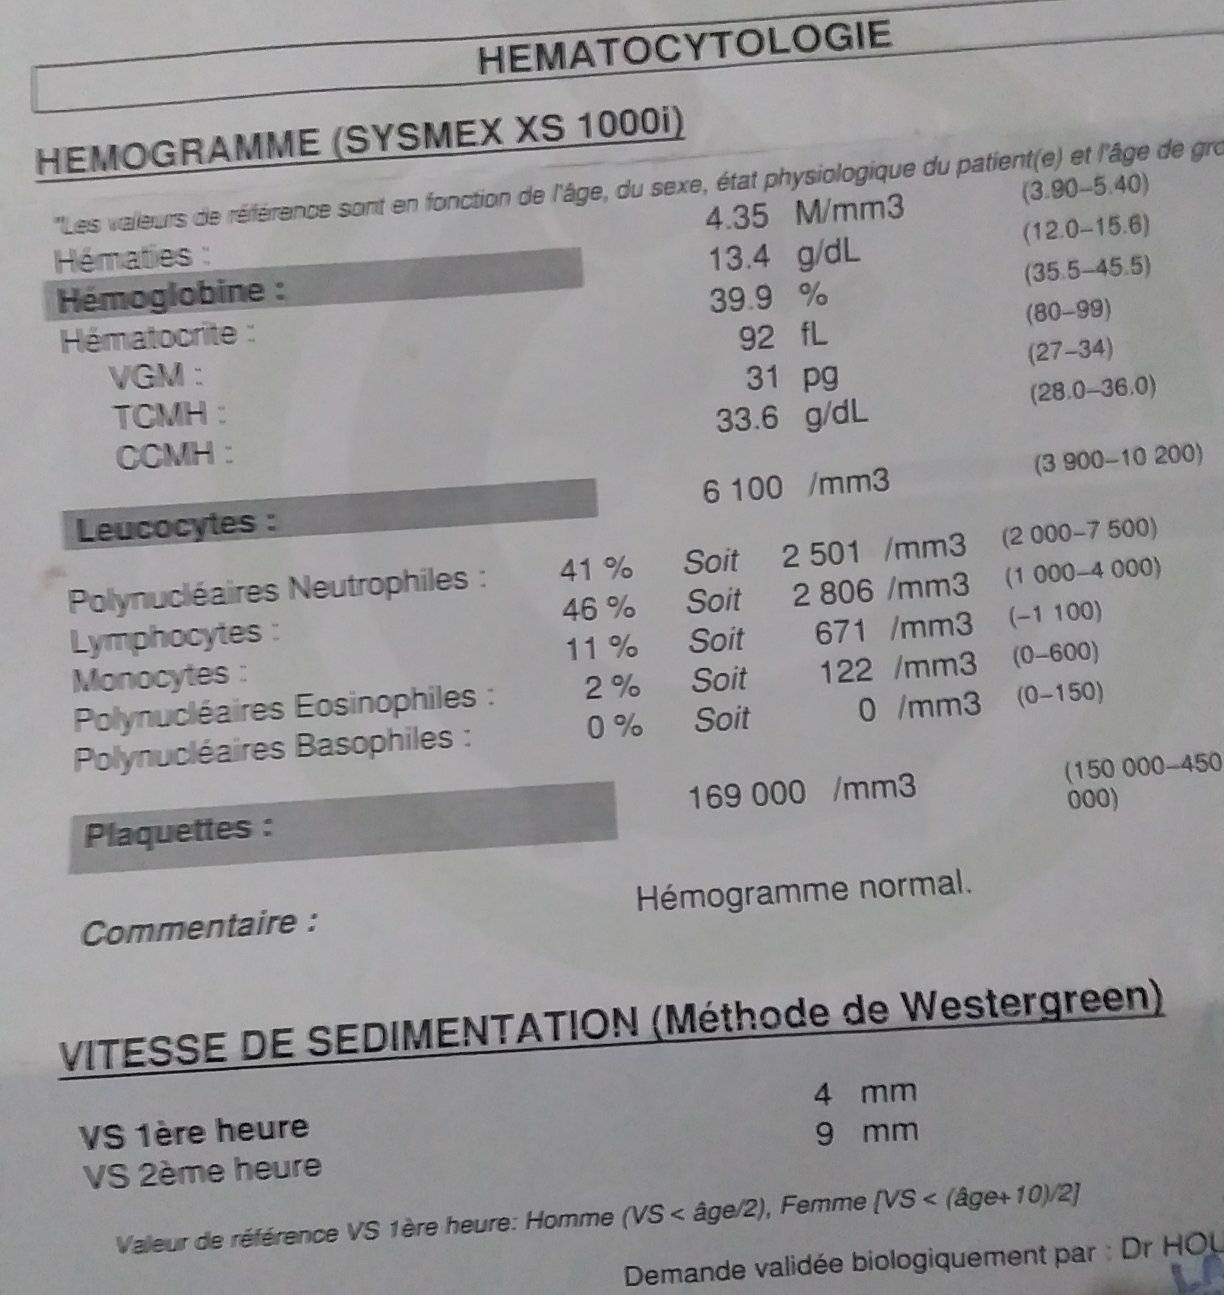 HEMATOCYTOLOGIE
HEMOGRAMME (SYSMEX XS 1000i)
"Les valeurs de référence sont en fonction de l'âge, du sexe, état physiologique du patient(e) et l'âge de gro
Hématies : 4.35 M/mm3 (3.90–5.40)
Hémoglobine : 13.4 g/dL (12.0–15.6)
Hématocrite : 39.9 % (35.5–45.5)
VGM : 92 fL (80–99)
TCMH : 31 pg (27–34)
CCMH : 33.6 g/dL (28.0–36.0)
Leucocytes : 6 100 /mm3 (3 900–10 200)
Polynucléaires Neutrophiles : 41 % Soit 2 501 /mm3 (2 000–7 500)
Lymphocytes : 46 % Soit 2 806 /mm3 (1 000–4 000)
Monocytes : 11 % Soit 671 /mm3 (–1 100)
Polynucléaires Eosinophiles : 2 % Soit 122 /mm3 (0–600)
Polynucléaires Basophiles : 0 % Soit 0 /mm3 (0–150)
Plaquettes : 169 000 /mm3 (150 000–450
000)
Commentaire : Hémogramme normal.
VITESSE DE SEDIMENTATION (Méthode de Westergreen)
VS 1ère heure 4 mm
VS 2ème heure 9 mm
Valeur de référence VS 1ère heure: Homme (VS < âge/2), Femme [VS < (âge+10)/2]
Demande validée biologiquement par : Dr HOU